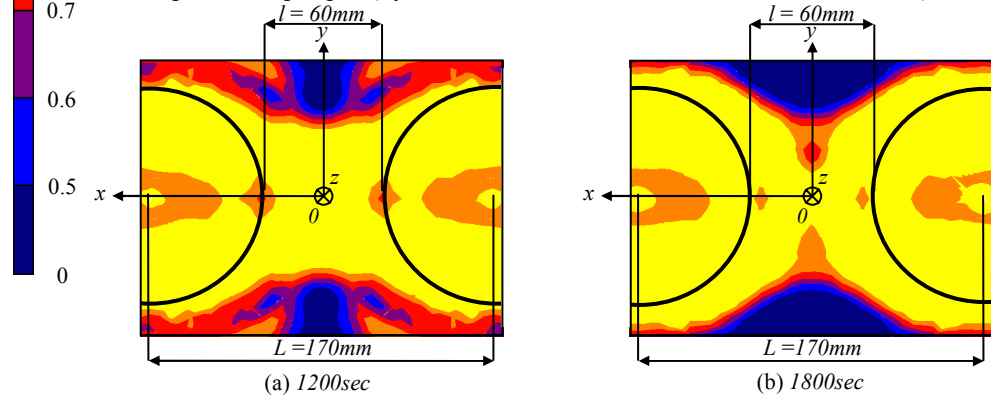 0.7
0.6
0.5
0
l = 60mm
y
x
z
0
L =170mm
(a) 1200sec
l = 60mm
y
x
z
0
L =170mm
(b) 1800sec